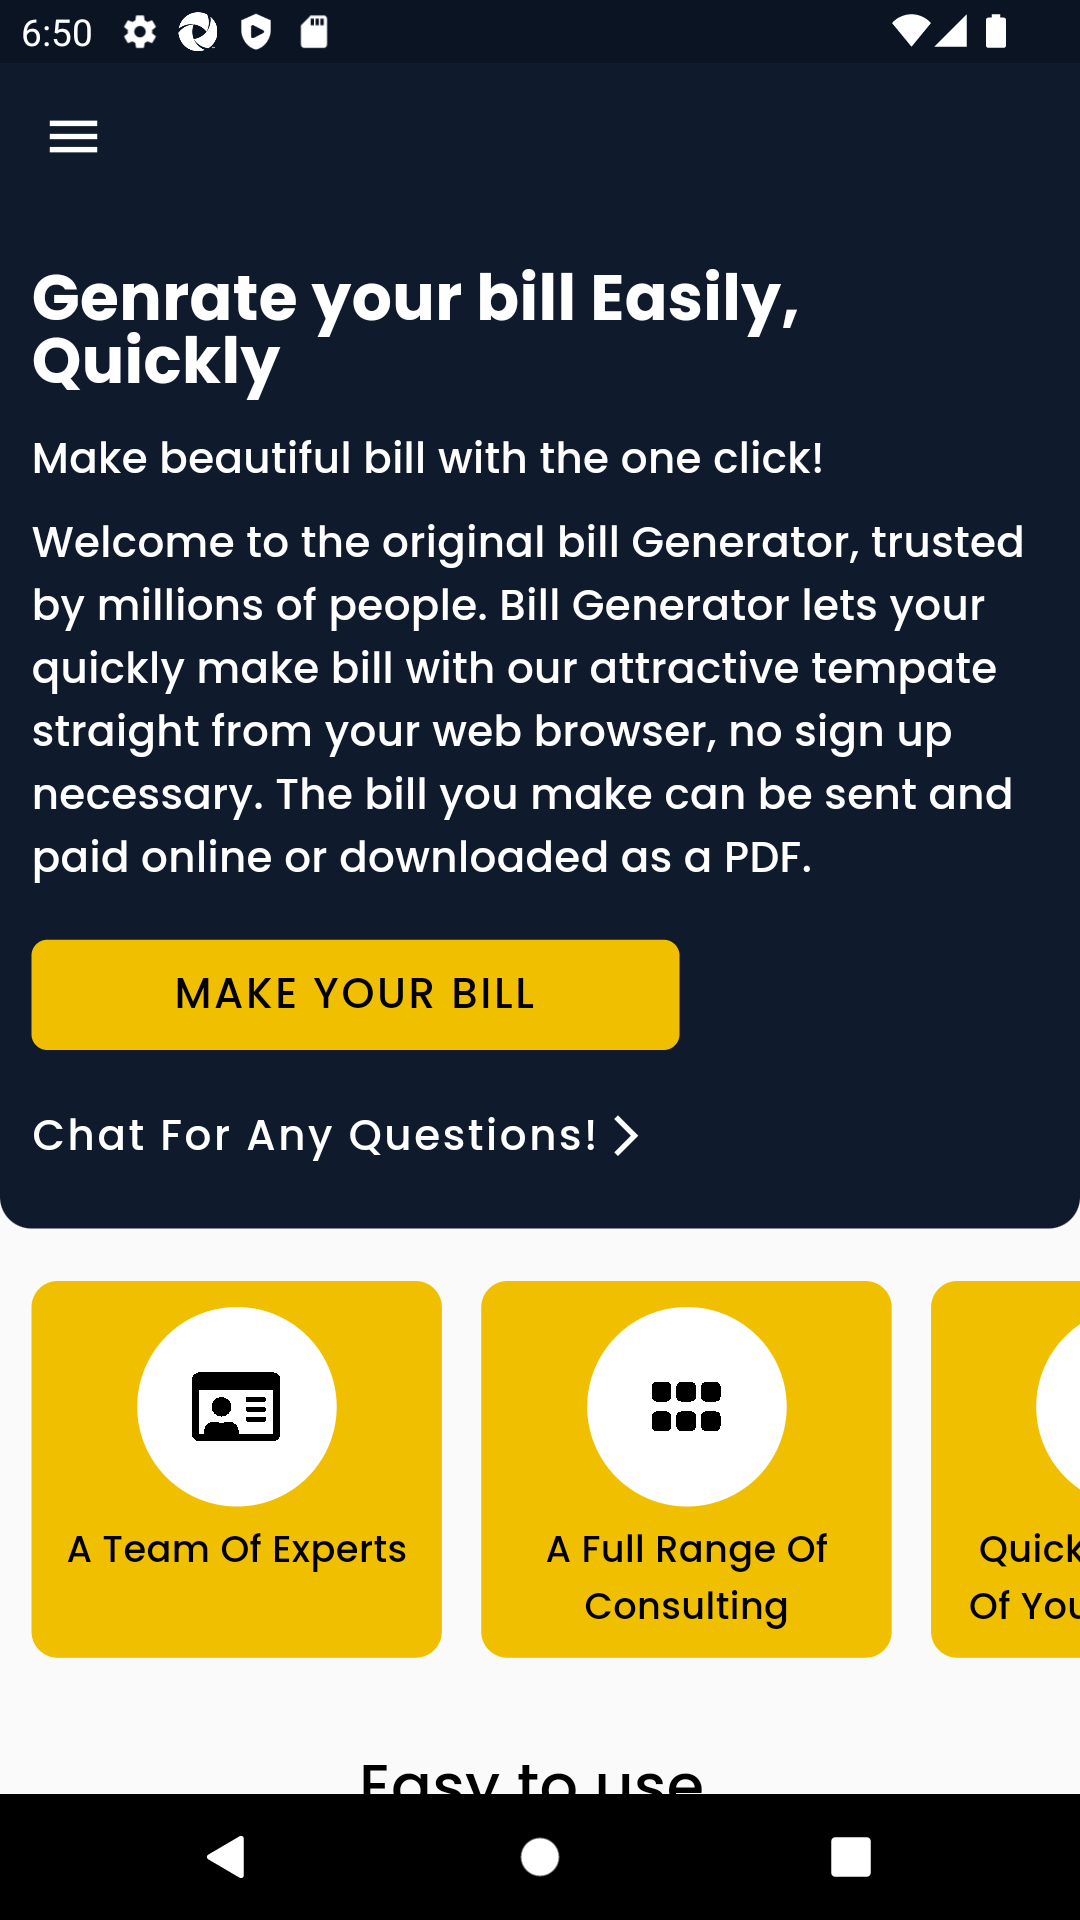 6:50
Genrate your bill Easily,
Quickly
Make beautiful bill with the one click!
Welcome to the original bill Generator, trusted
by millions of people. Bill Generator lets your
quickly make bill with our attractive tempate
straight from your web browser, no sign up
necessary. The bill you make can be sent and
paid online or downloaded as a PDF.
MAKE YOUR BILL
Chat For Any Questions!
A Team Of Experts
A Full Range Of
Consulting
Quick
Of You
Easy to use